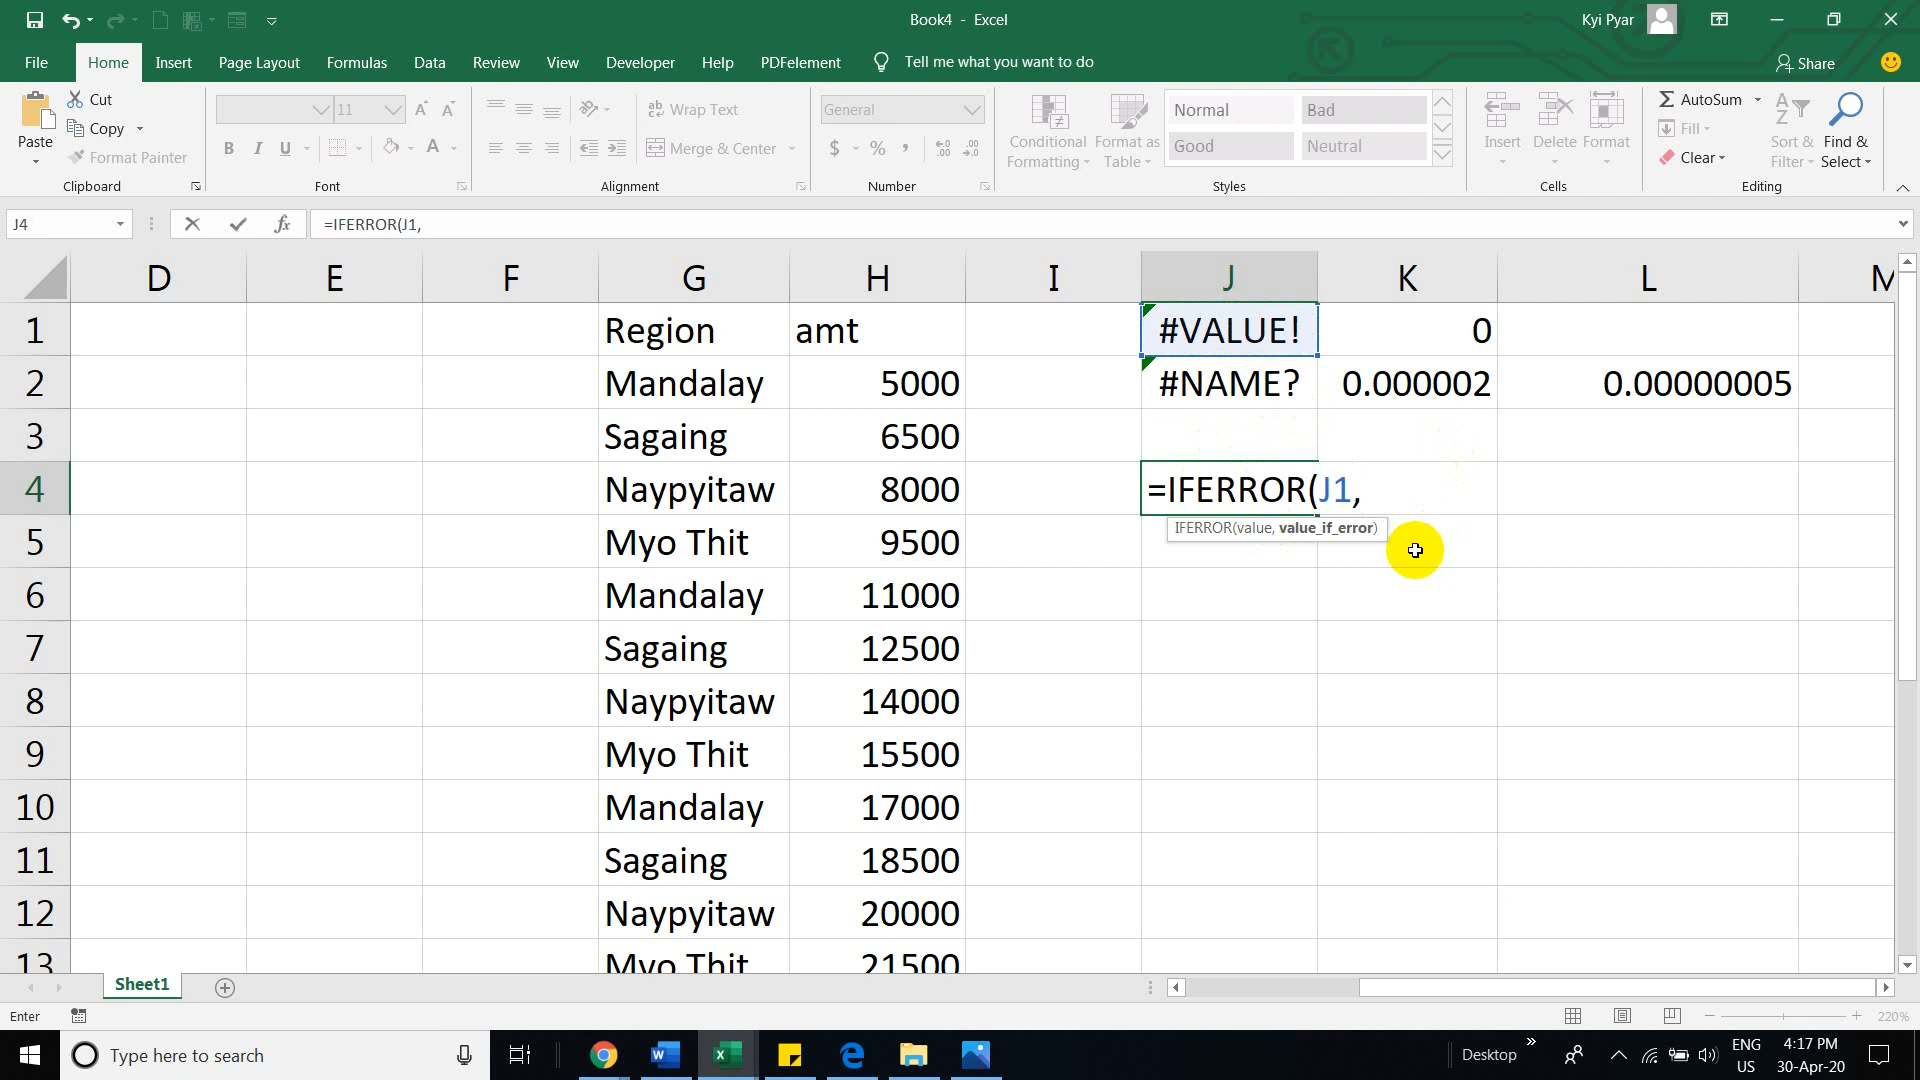 Book4 - Excel
Kyi Pyar
File Home Insert Page Layout Formulas Data Review View Developer Help PDFelement Tell me what you want to do
Share
Paste
Cut
Copy
Format Painter
Clipboard
11
B I U
Font
Wrap Text
Merge & Center
Alignment
General
$ % ,
Number
Conditional Formatting
Format as Table
Normal Bad
Good Neutral
Styles
Insert Delete Format
Cells
AutoSum
Fill
Clear
Sort & Filter
Find & Select
Editing
J4 fx =IFERROR(J1,
D E F G H I J K L M
1 Region amt #VALUE! 0
2 Mandalay 5000 #NAME? 0.000002 0.00000005
3 Sagaing 6500
4 Naypyitaw 8000 =IFERROR(J1,
IFERROR(value, value_if_error)
5 Myo Thit 9500
6 Mandalay 11000
7 Sagaing 12500
8 Naypyitaw 14000
9 Myo Thit 15500
10 Mandalay 17000
11 Sagaing 18500
12 Naypyitaw 20000
13 Myo Thit 21500
Sheet1
Enter
220%
Type here to search
Desktop
ENG
US
4:17 PM
30-Apr-20